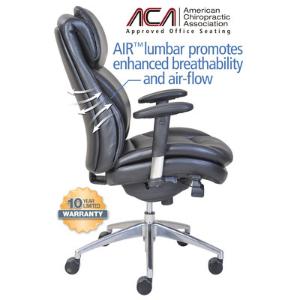 ACA American
Chiropractic
Association
Approved Office Seating
AIR™ lumbar promotes
enhanced breathability
and air-flow
10 YEAR
LIMITED
WARRANTY